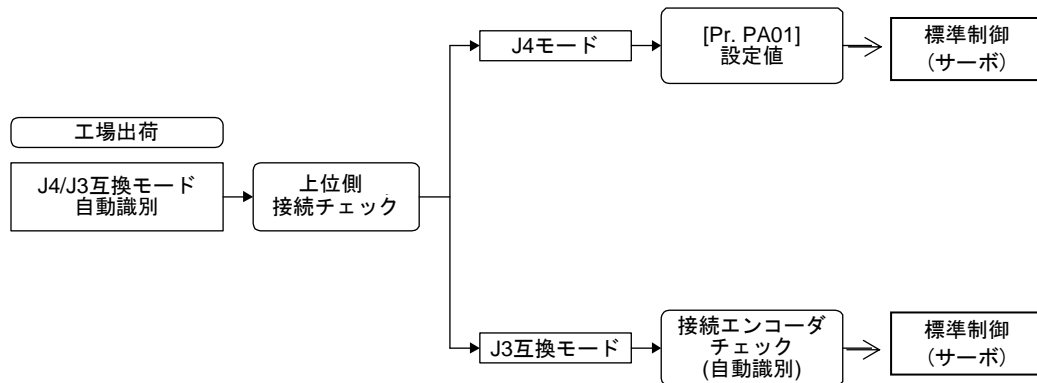 工場出荷
J4/J3互換モード
自動識別
上位側
接続チェック
J4モード
[Pr. PA01]
設定値
標準制御
(サーボ)
J3互換モード
接続エンコーダ
チェック
(自動識別)
標準制御
(サーボ)